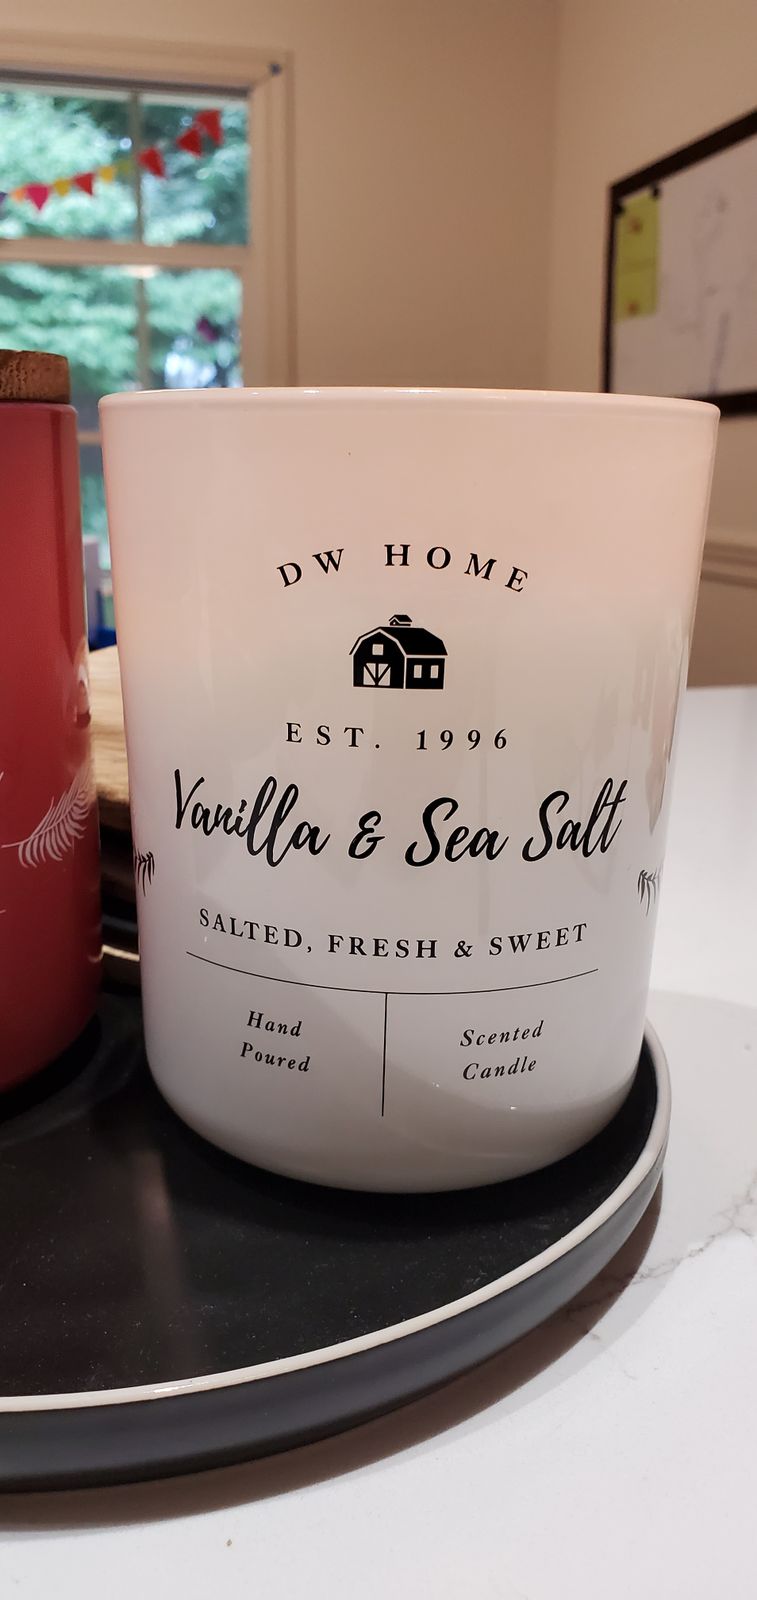 DW HOME
EST. 1996
Vanilla & Sea Salt
SALTED, FRESH & SWEET
Hand
Poured
Scented
Candle